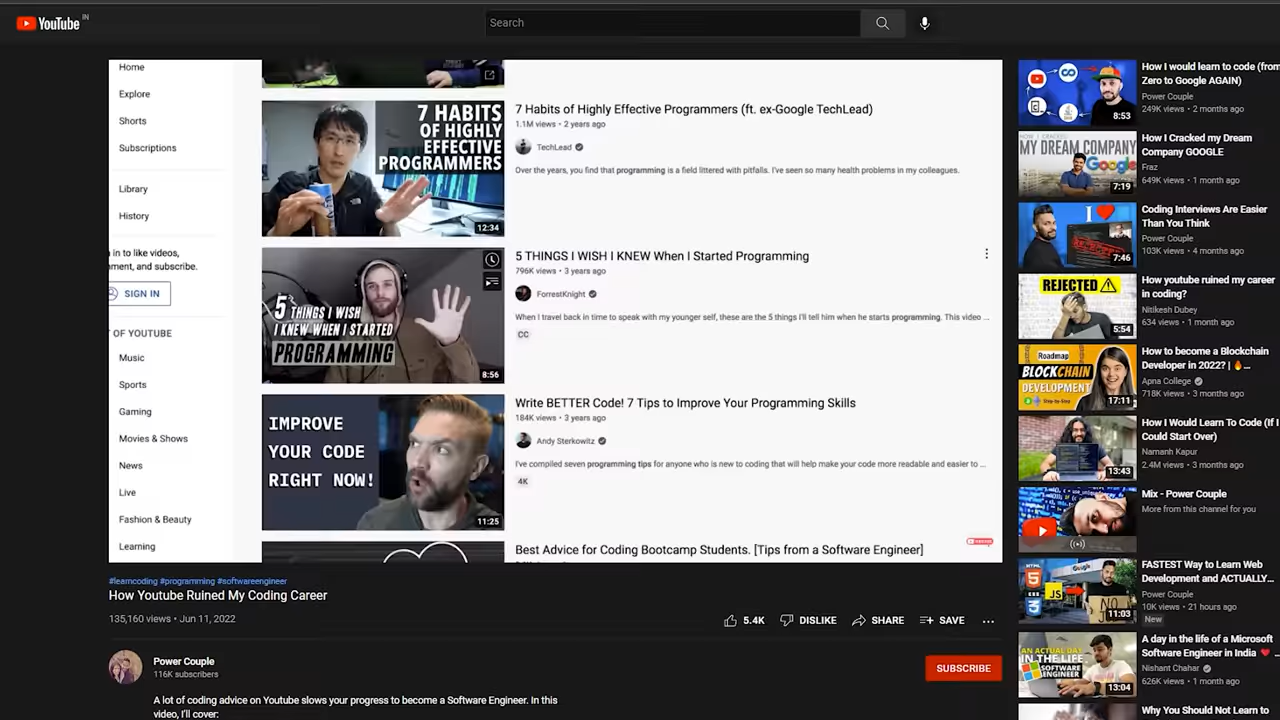 YouTube IN
Search
Home
Explore
Shorts
Subscriptions
Library
History
in to like videos,
ment, and subscribe.
SIGN IN
OF YOUTUBE
Music
Sports
Gaming
Movies & Shows
News
Live
Fashion & Beauty
Learning
7 HABITS
OF HIGHLY
EFFECTIVE
PROGRAMMERS
12:34
7 Habits of Highly Effective Programmers (ft. ex-Google TechLead)
1.1M views • 2 years ago
TechLead
Over the years, you find that programming is a field littered with pitfalls. I've seen so many health problems in my colleagues.
5 THINGS I WISH
I KNEW WHEN I STARTED
PROGRAMMING
8:56
5 THINGS I WISH I KNEW When I Started Programming
796K views • 3 years ago
ForrestKnight
When I travel back in time to speak with my younger self, these are the 5 things I'll tell him when he starts programming. This video ...
CC
IMPROVE
YOUR CODE
RIGHT NOW!
11:25
Write BETTER Code! 7 Tips to Improve Your Programming Skills
184K views • 3 years ago
Andy Sterkowitz
I've compiled seven programming tips for anyone who is new to coding that will help make your code more readable and easier to ...
4K
Best Advice for Coding Bootcamp Students. [Tips from a Software Engineer]
#learncoding #programming #softwareengineer
How Youtube Ruined My Coding Career
135,160 views • Jun 11, 2022
5.4K DISLIKE SHARE SAVE ...
Power Couple
116K subscribers
SUBSCRIBE
A lot of coding advice on Youtube slows your progress to become a Software Engineer. In this
video, I'll cover:
8:53
How I would learn to code (from
Zero to Google AGAIN)
Power Couple
249K views • 2 months ago
HOW I CRACKED
MY DREAM COMPANY
Google
7:19
How I Cracked my Dream
Company GOOGLE
Fraz
649K views • 1 month ago
I
7:46
Coding Interviews Are Easier
Than You Think
Power Couple
103K views • 4 months ago
REJECTED
5:54
How youtube ruined my career
in coding?
Nitikesh Dubey
634 views • 1 month ago
Roadmap
BLOCKCHAIN
DEVELOPMENT
Step-by-Step
17:11
How to become a Blockchain
Developer in 2022? | 🔥...
Apna College
718K views • 3 months ago
13:43
How I Would Learn To Code (If I
Could Start Over)
Namanh Kapur
2.4M views • 3 months ago
Mix - Power Couple
More from this channel for you
HTML
5
JS
3
Google
NO
11:03
FASTEST Way to Learn Web
Development and ACTUALLY...
Power Couple
10K views • 21 hours ago
New
AN ACTUAL DAY
IN THE LIFE
SOFTWARE
ENGINEER
13:04
A day in the life of a Microsoft
Software Engineer in India ❤️ ...
Nishant Chahar
626K views • 1 month ago
Why You Should Not Learn to